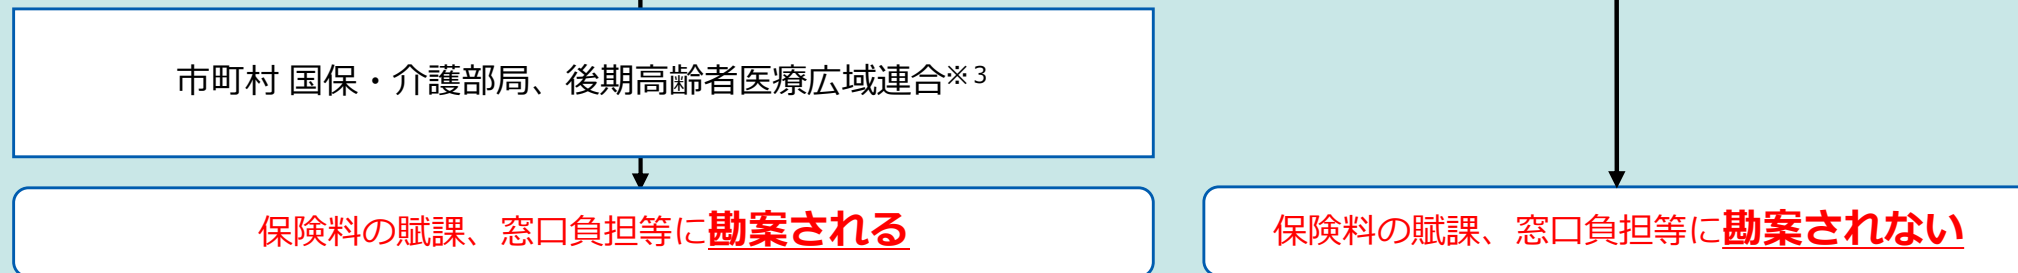 市町村 国保・介護部局、後期高齢者医療広域連合※3
保険料の賦課、窓口負担等に勘案される
保険料の賦課、窓口負担等に勘案されない